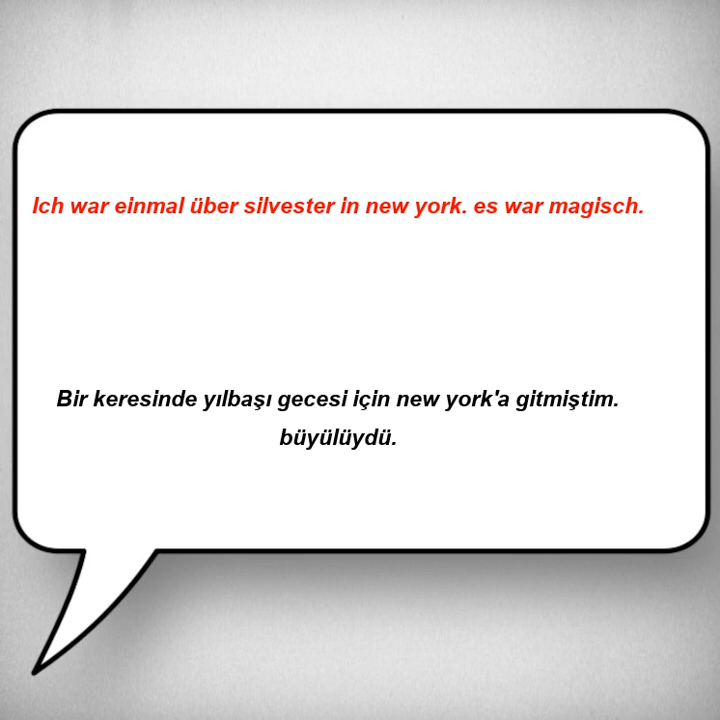 Ich war einmal über silvester in new york. es war magisch.
Bir keresinde yılbaşı gecesi için new york'a gitmiştim.
büyülüydü.